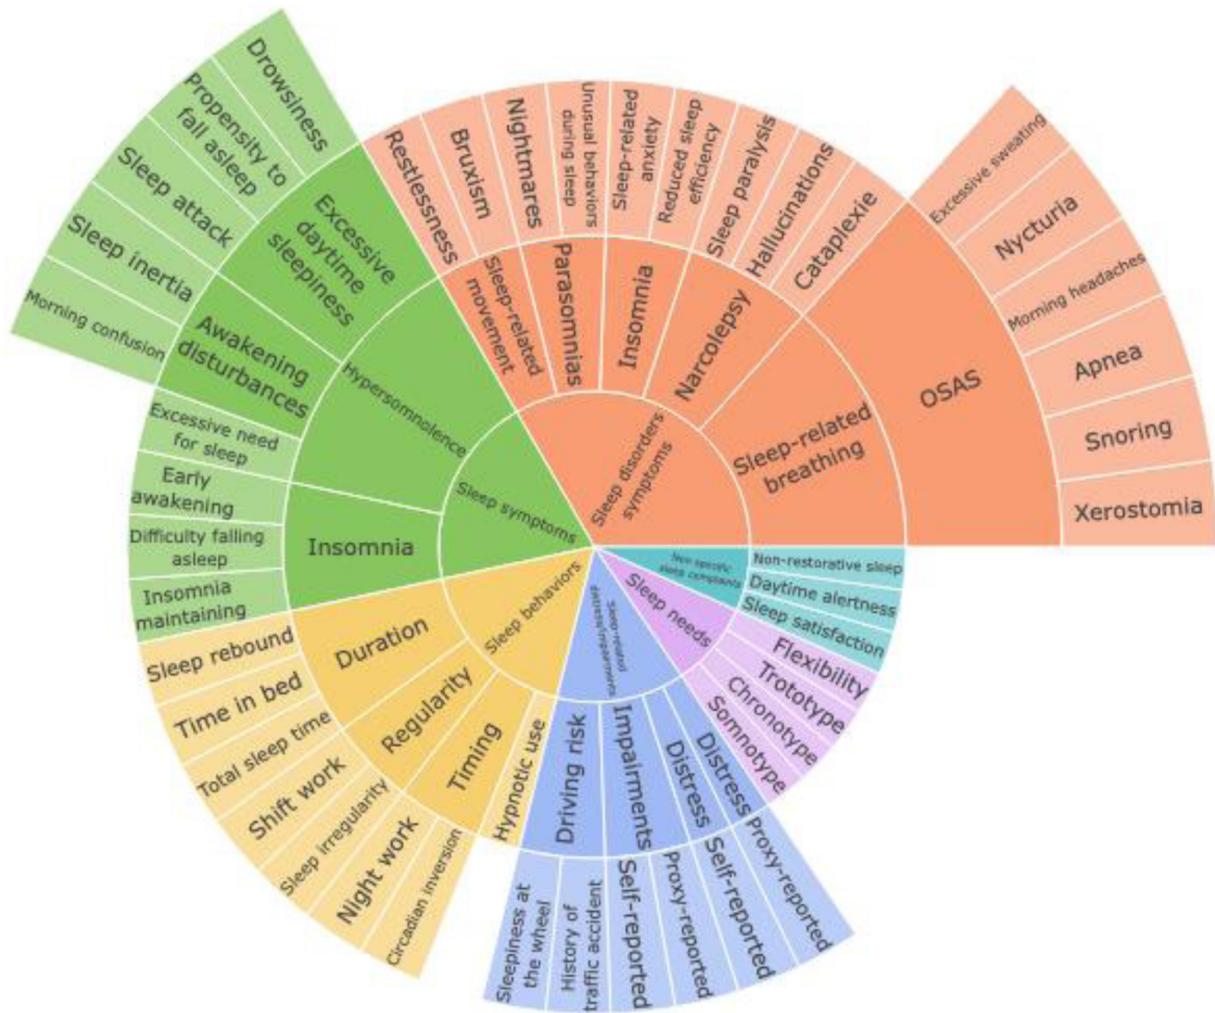 Drowsiness
Propensity to
fall asleep
Sleep attack
Sleep inertia
Morning confusion
Excessive
daytime
sleepiness
Awakening
disturbances
Hypersomnolence
Sleep symptoms
Excessive need
for sleep
Early
awakening
Difficulty falling
asleep
Insomnia
maintaining
Insomnia
Restlessness
Bruxism
Nightmares
Unusual behaviors
during sleep
Sleep-related
anxiety
Reduced sleep
efficiency
Sleep paralysis
Hallucinations
Cataplexie
Sleep-related
movement
Parasomnias
Insomnia
Narcolepsy
Sleep-related
breathing
Sleep disorders
symptoms
OSAS
Excessive sweating
Nycturia
Morning headaches
Apnea
Snoring
Xerostomia
Non specific
sleep complaints
Non-restorative sleep
Daytime alertness
Sleep satisfaction
Sleep needs
Flexibility
Trototype
Chronotype
Somnotype
Sleep-related
distress/impairments
Driving risk
Impairments
Distress
Distress
Sleepiness at
the wheel
History of
traffic accident
Self-reported
Proxy-reported
Self-reported
Proxy-reported
Sleep behaviors
Duration
Regularity
Timing
Hypnotic use
Sleep rebound
Time in bed
Total sleep time
Shift work
Sleep irregularity
Night work
Circadian inversion